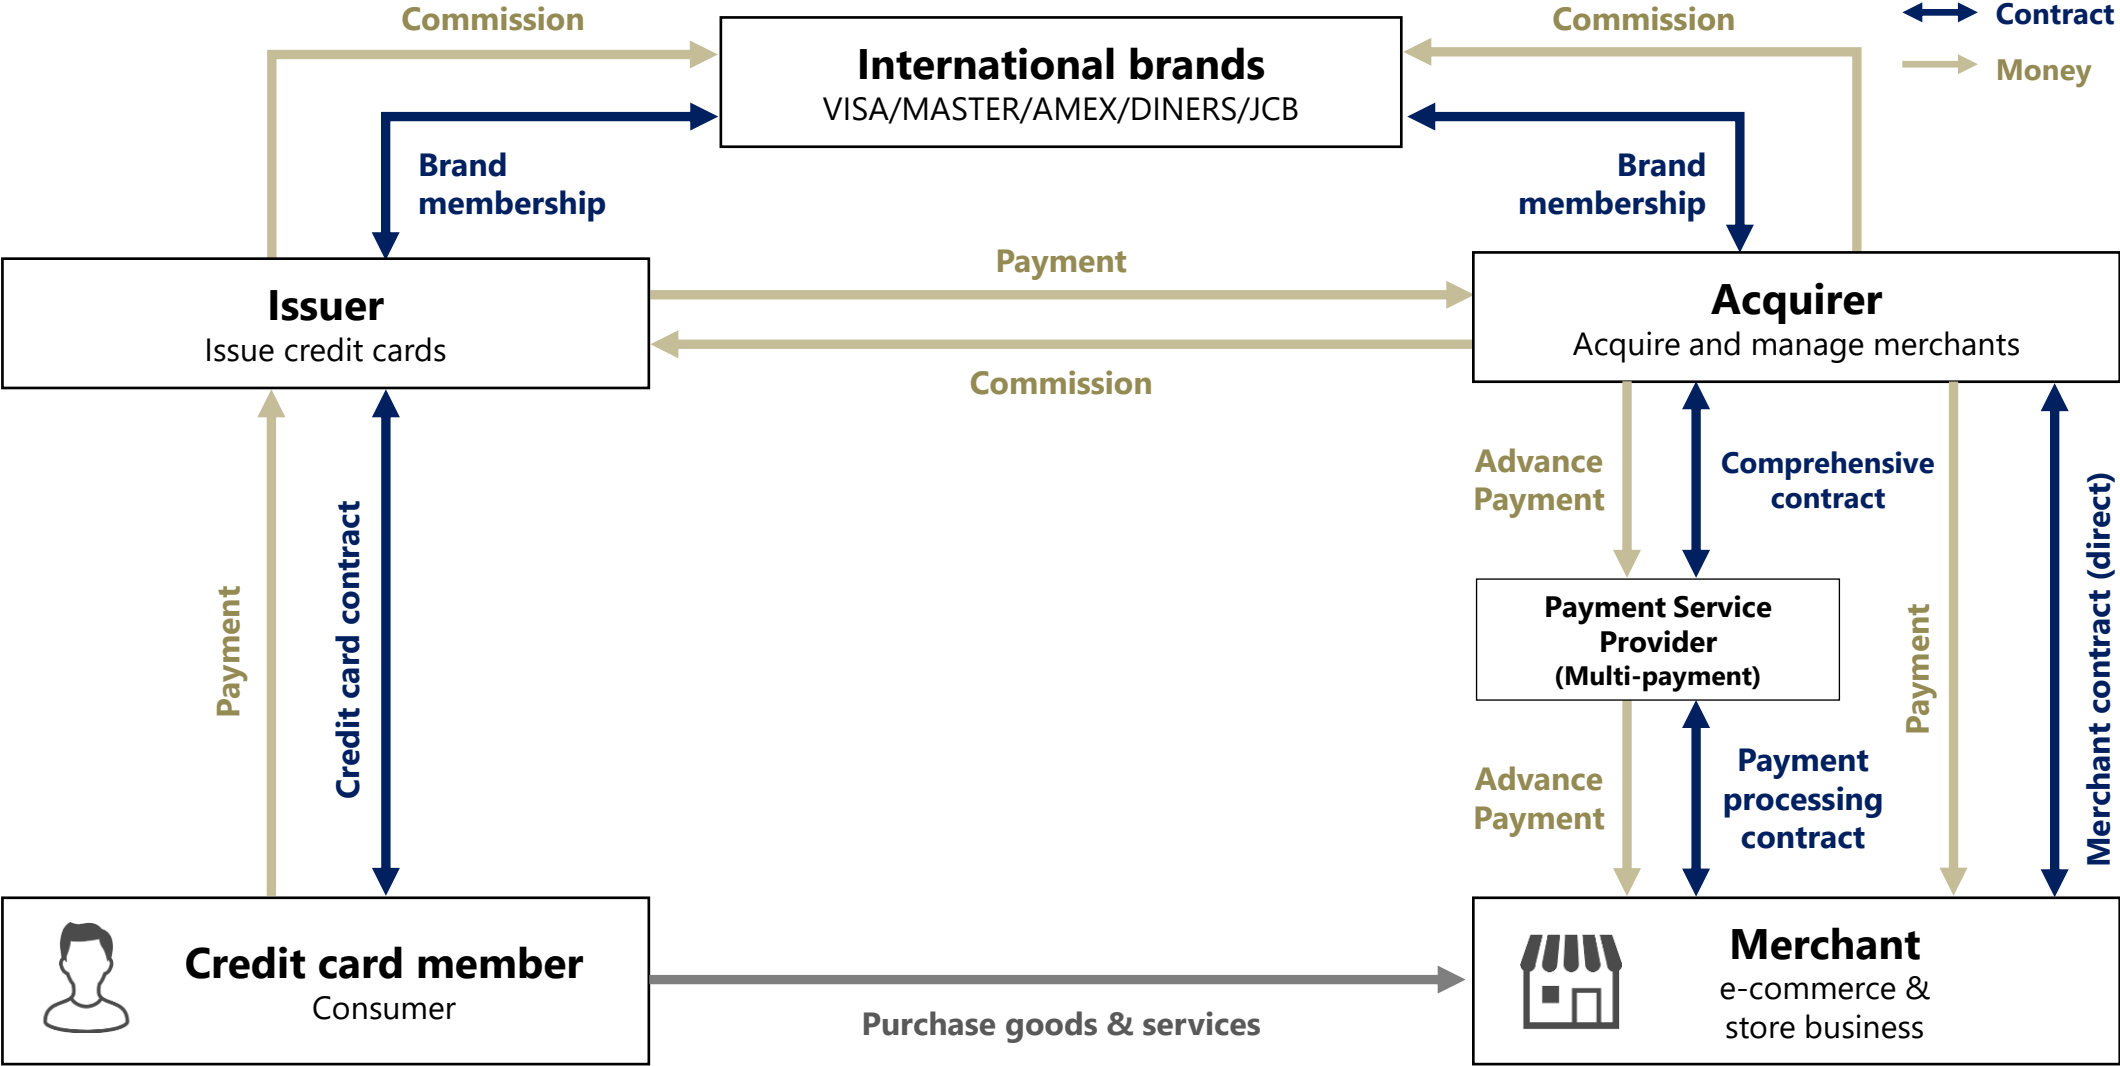 Commission
Commission
Contract
Money
International brands
VISA/MASTER/AMEX/DINERS/JCB
Brand
membership
Brand
membership
Payment
Issuer
Issue credit cards
Acquirer
Acquire and manage merchants
Commission
Advance
Payment
Comprehensive
contract
Payment
Credit card contract
Payment Service
Provider
(Multi-payment)
Payment
Merchant contract (direct)
Advance
Payment
Payment
processing
contract
Credit card member
Consumer
Purchase goods & services
Merchant
e-commerce &
store business